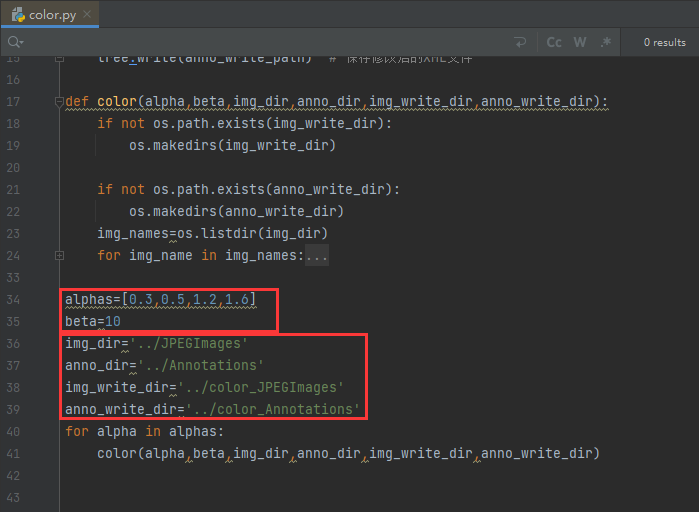 color.py
Cc W .* 0 results
15 tree.write(anno_write_path) # 保存修改后的XML文件
16
17 def color(alpha,beta,img_dir,anno_dir,img_write_dir,anno_write_dir):
18 if not os.path.exists(img_write_dir):
19 os.makedirs(img_write_dir)
20
21 if not os.path.exists(anno_write_dir):
22 os.makedirs(anno_write_dir)
23 img_names=os.listdir(img_dir)
24 for img_name in img_names:...
33
34 alphas=[0.3,0.5,1.2,1.6]
35 beta=10
36 img_dir='../JPEGImages'
37 anno_dir='../Annotations'
38 img_write_dir='../color_JPEGImages'
39 anno_write_dir='../color_Annotations'
40 for alpha in alphas:
41 color(alpha,beta,img_dir,anno_dir,img_write_dir,anno_write_dir)
42
43